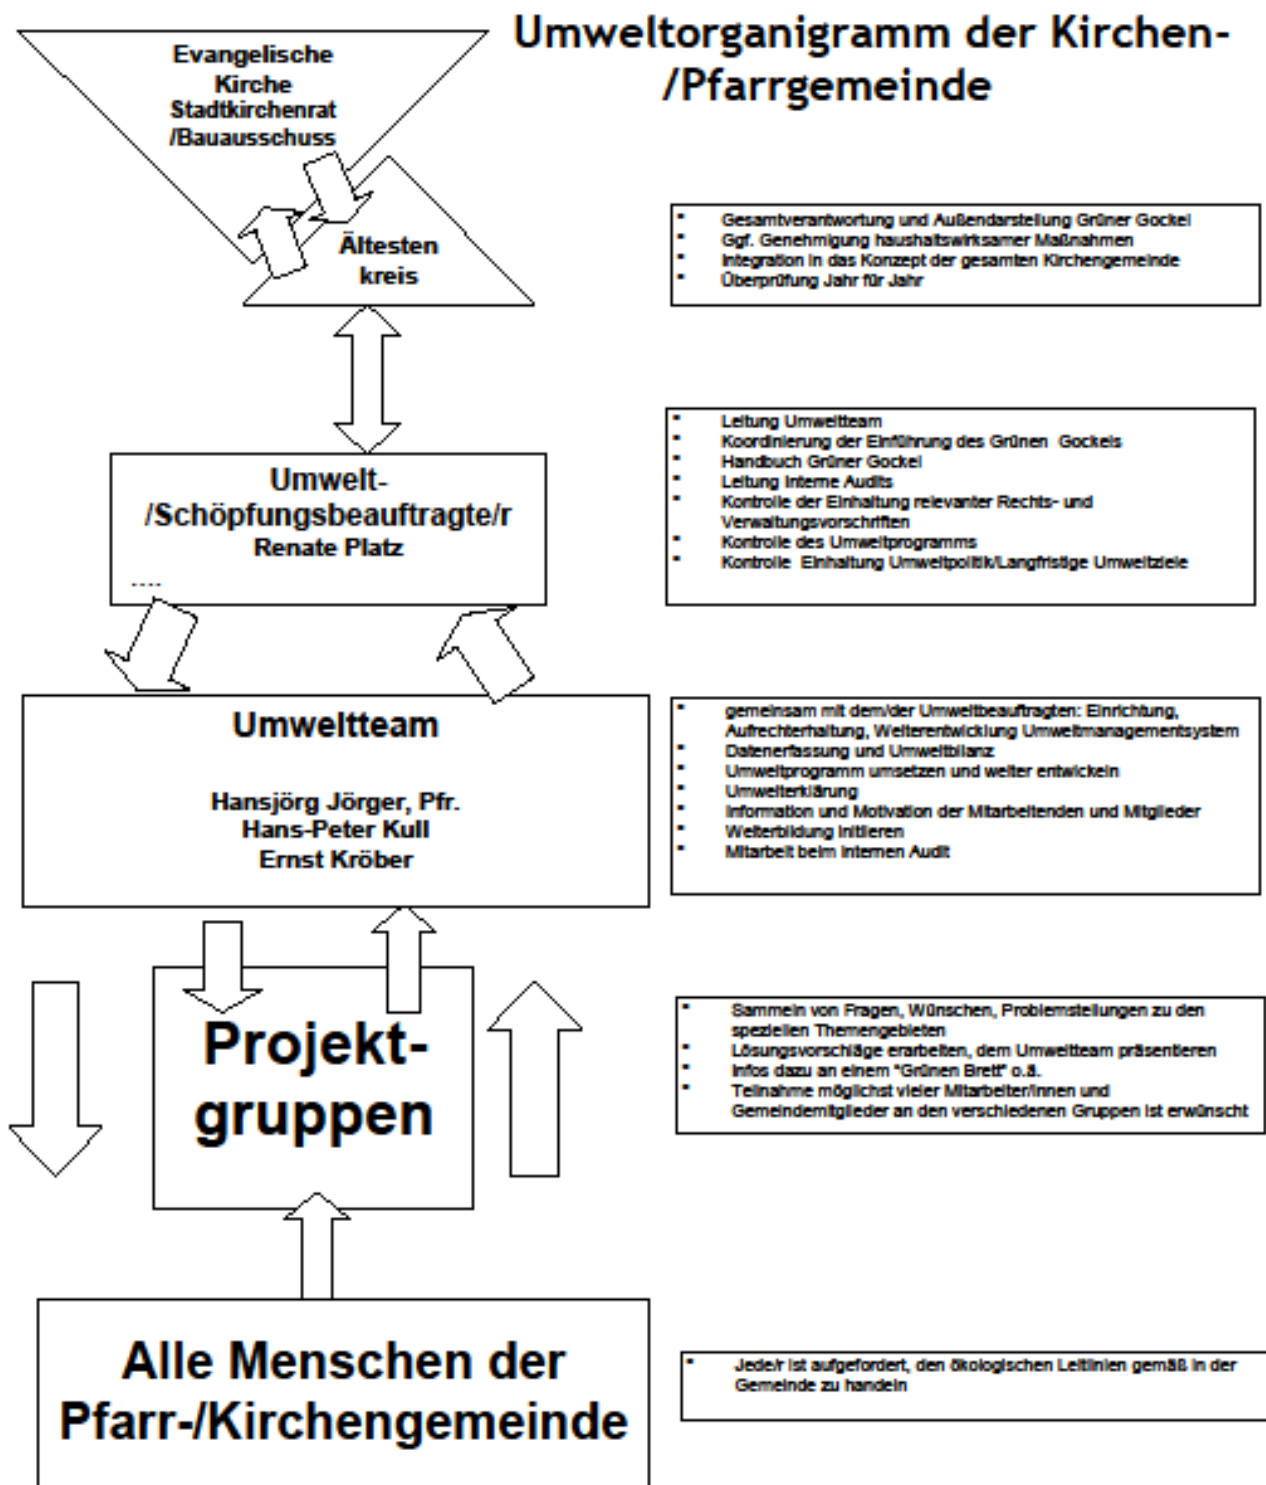 Umweltorganigramm der Kirchen-
/Pfarrgemeinde
Evangelische
Kirche
Stadtkirchenrat
/Bauausschuss
Ältesten
kreis
Gesamtverantwortung und Außendarstellung Grüner Gockel
Ggf. Genehmigung haushaltswirksamer Maßnahmen
Integration in das Konzept der gesamten Kirchengemeinde
Überprüfung Jahr für Jahr
Umwelt-
/Schöpfungsbeauftragte/r
Renate Platz
....
Leitung Umweltteam
Koordinierung der Einführung des Grünen Gockels
Handbuch Grüner Gockel
Leitung Interne Audits
Kontrolle der Einhaltung relevanter Rechts- und
Verwaltungsvorschriften
Kontrolle des Umweltprogramms
Kontrolle Einhaltung Umweltpolitik/Langfristige Umweltziele
Umweltteam
Hansjörg Jörger, Pfr.
Hans-Peter Kull
Ernst Kröber
gemeinsam mit dem/der Umweltbeauftragten: Einrichtung,
Aufrechterhaltung, Weiterentwicklung Umweltmanagementsystem
Datenerfassung und Umweltbilanz
Umweltprogramm umsetzen und weiter entwickeln
Umwelterklärung
Information und Motivation der Mitarbeitenden und Mitglieder
Weiterbildung initiieren
Mitarbeit beim Internen Audit
Projekt-
gruppen
Sammeln von Fragen, Wünschen, Problemstellungen zu den
speziellen Themengebieten
Lösungsvorschläge erarbeiten, dem Umweltteam präsentieren
Infos dazu an einem "Grünen Brett" o.ä.
Teilnahme möglichst vieler Mitarbeiter/innen und
Gemeindemitglieder an den verschiedenen Gruppen ist erwünscht
Alle Menschen der
Pfarr-/Kirchengemeinde
Jede/r ist aufgefordert, den ökologischen Leitlinien gemäß in der
Gemeinde zu handeln